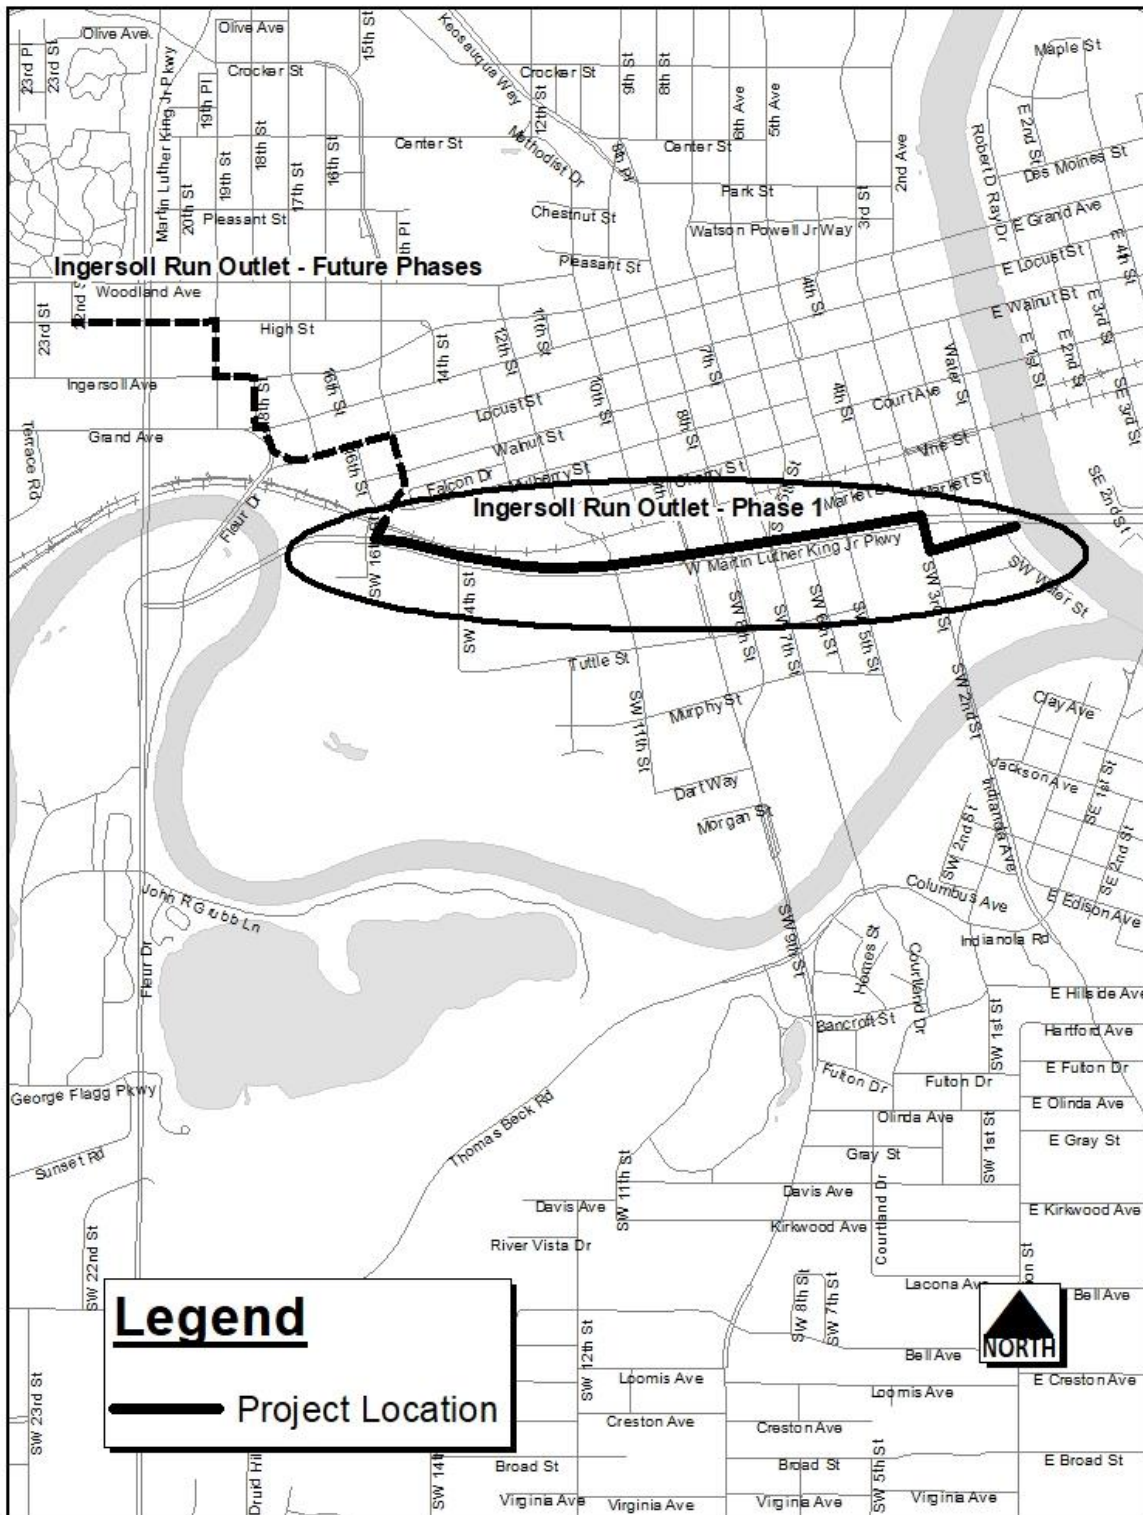 Olive Ave
Olive Ave
15th St
Keosauqua Way
Maple St
23rd Pl
23rd St
Martin Luther King Jr Pkwy
19th Pl
Crocker St
Crocker St
12th St
9th St
8th St
6th Ave
5th Ave
E 2nd St
Robert D Ray Dr
18th St
16th St
Center St
Methodist Dr
8th Pl
Center St
2nd Ave
Des Moines St
20th St
19th St
17th St
Park St
3rd St
Pleasant St
Chestnut St
Watson Powell Jr Way
E Grand Ave
E 4th St
Pleasant St
E Locust St
Ingersoll Run Outlet - Future Phases
Woodland Ave
23rd St
High St
14th St
12th St
11th St
4th St
7th St
E Walnut St
E 1st St
E 2nd St
E 3rd St
Water St
Ingersoll Ave
18th St
16th St
Locust St
10th St
8th St
4th St
Court Ave
SE 3rd St
Terrace Rd
Grand Ave
16th St
Walnut St
Vine St
Falcon Dr
Mulberry St
Cherry St
Market St
Market St
SE 2nd St
Fleur Dr
Ingersoll Run Outlet - Phase 1
W Martin Luther King Jr Pkwy
SW 16th
SW 14th St
SW 8th St
SW 7th St
SW 6th St
SW 5th St
SW 3rd St
SW Water St
Tuttle St
SW 11th St
Murphy St
SW 2nd St
Clay Ave
Jackson Ave
SE 1st St
Dart Way
Morgan St
Indianola Ave
SW 2nd St
SE 2nd St
John R Grubb Ln
Columbus Ave
E Edison Ave
Fleur Dr
SW 9th St
Homes St
Courtland Dr
Indianola Rd
E Hillside Ave
Bancroft St
SW 1st St
Hartford Ave
George Flagg Pkwy
Fulton Dr
Fulton Dr
E Fulton Dr
Thomas Beck Rd
Olinda Ave
E Olinda Ave
Sunset Rd
SW 11th St
Gray St
SW 1st St
E Gray St
Davis Ave
Davis Ave
Courtland Dr
SW 22nd St
Kirkwood Ave
E Kirkwood Ave
River Vista Dr
Lacona Ave
Bell Ave
SW 8th St
SW 7th St
NORTH
Legend
Project Location
SW 12th St
Bell Ave
SW 23rd St
Loomis Ave
Loomis Ave
E Creston Ave
Creston Ave
Creston Ave
Druid Hil
SW 14th
Broad St
Broad St
SW 5th St
E Broad St
Virginia Ave
Virginia Ave
Virginia Ave
Virginia Ave